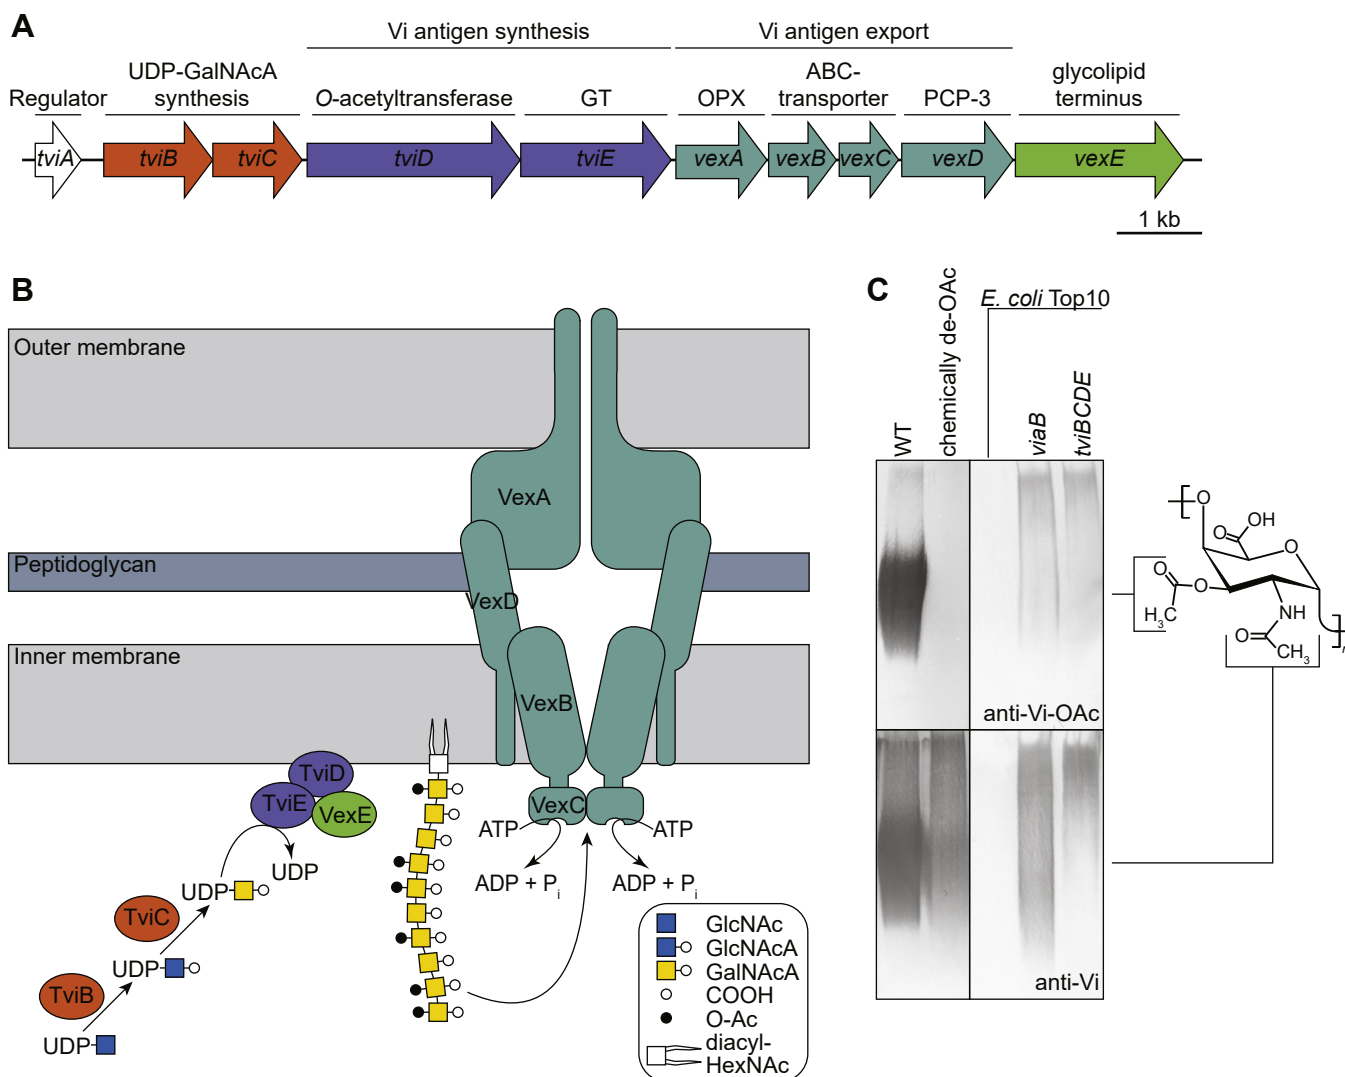 A
Vi antigen synthesis
Vi antigen export
UDP-GalNAcA
synthesis
ABC-
transporter
glycolipid
terminus
Regulator
O-acetyltransferase
GT
OPX
PCP-3
tviA
tviB
tviC
tviD
tviE
vexA
vexB
vexC
vexD
vexE
1 kb
B
Outer membrane
VexA
Peptidoglycan
VexD
Inner membrane
VexB
TviD
TviE
VexE
VexC
ATP
ATP
ADP + Pi
ADP + Pi
UDP
UDP
TviC
UDP
TviB
UDP
GlcNAc
GlcNAcA
GalNAcA
COOH
O-Ac
diacyl-
HexNAc
C
E. coli Top10
WT
chemically de-OAc
viaB
tviBCDE
anti-Vi-OAc
anti-Vi
O
O
OH
O
O
O
H3C
NH
O
CH3
n